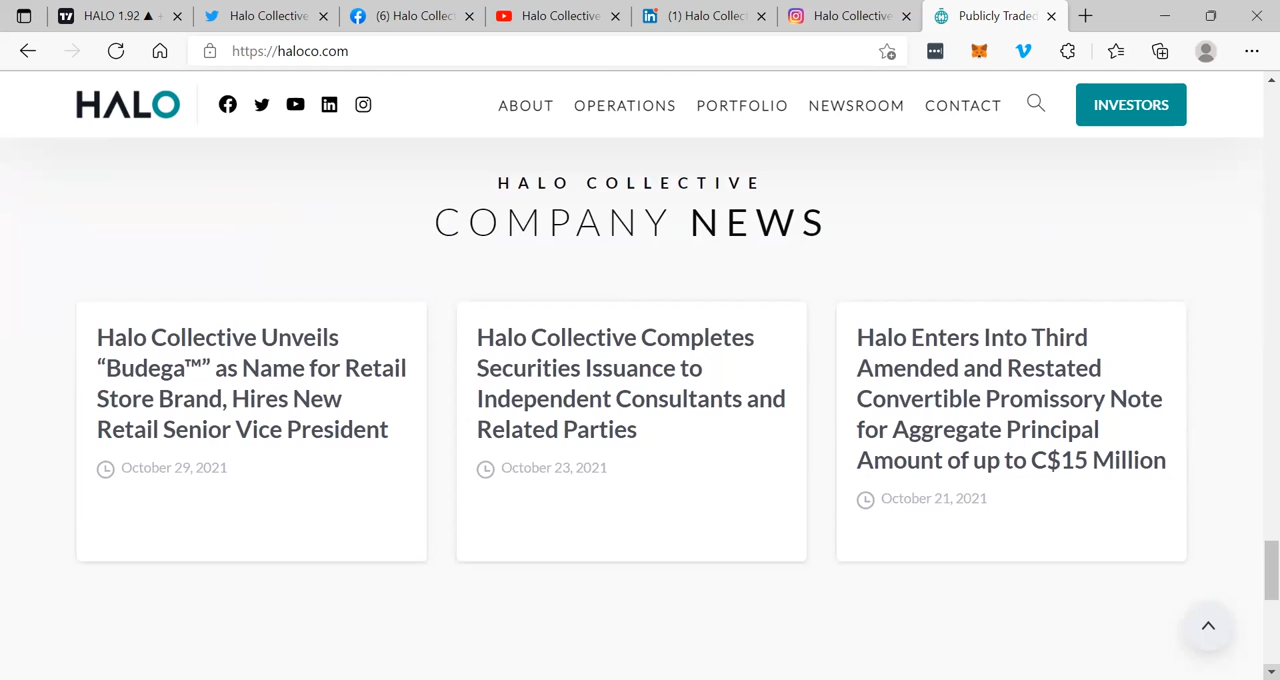 HALO 1.92 ▲
Halo Collective
(6) Halo Collect
Halo Collective
(1) Halo Collect
Halo Collective
Publicly Traded
https://haloco.com
HALO
ABOUT
OPERATIONS
PORTFOLIO
NEWSROOM
CONTACT
INVESTORS
HALO COLLECTIVE
COMPANY NEWS
Halo Collective Unveils
“Budega™” as Name for Retail
Store Brand, Hires New
Retail Senior Vice President
October 29, 2021
Halo Collective Completes
Securities Issuance to
Independent Consultants and
Related Parties
October 23, 2021
Halo Enters Into Third
Amended and Restated
Convertible Promissory Note
for Aggregate Principal
Amount of up to C$15 Million
October 21, 2021